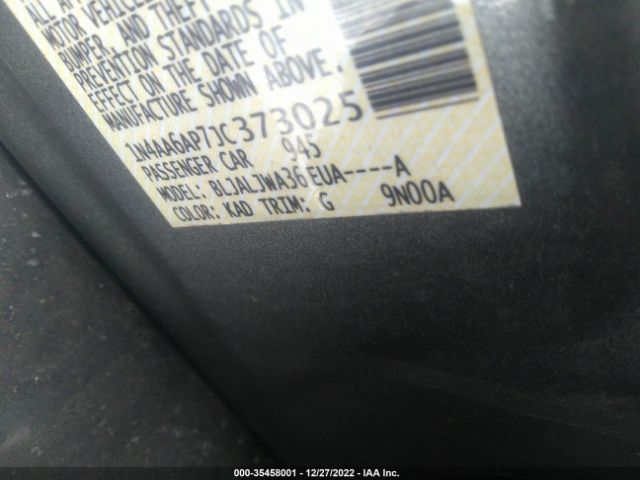 ALL
MOTOR VEHICLE
BUMPER, AND THEFT
PREVENTION STANDARDS IN
EFFECT ON THE DATE OF
MANUFACTURE SHOWN ABOVE.
1N4AA6AP7JC373025
PASSENGER CAR 945
MODEL: BLJALJWA36EUA----A
COLOR: KAD TRIM: G 9N00A
000-35458001 - 12/27/2022 - IAA Inc.